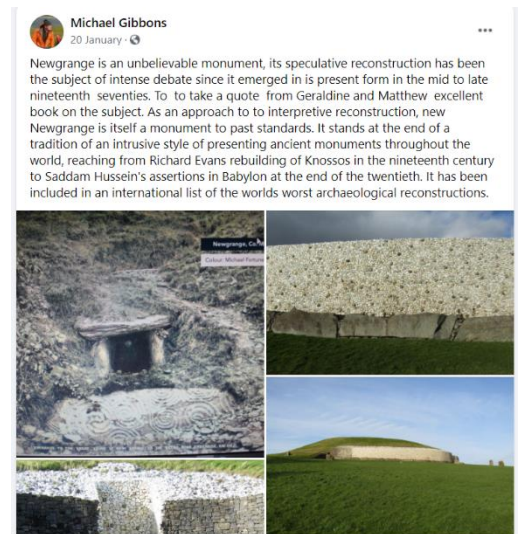 Michael Gibbons
20 January ·
Newgrange is an unbelievable monument, its speculative reconstruction has been
the subject of intense debate since it emerged in is present form in the mid to late
nineteenth seventies. To to take a quote from Geraldine and Matthew excellent
book on the subject. As an approach to to interpretive reconstruction, new
Newgrange is itself a monument to past standards. It stands at the end of a
tradition of an intrusive style of presenting ancient monuments throughout the
world, reaching from Richard Evans rebuilding of Knossos in the nineteenth century
to Saddam Hussein's assertions in Babylon at the end of the twentieth. It has been
included in an international list of the worlds worst archaeological reconstructions.
Newgrange, Co.
Colour: Michael